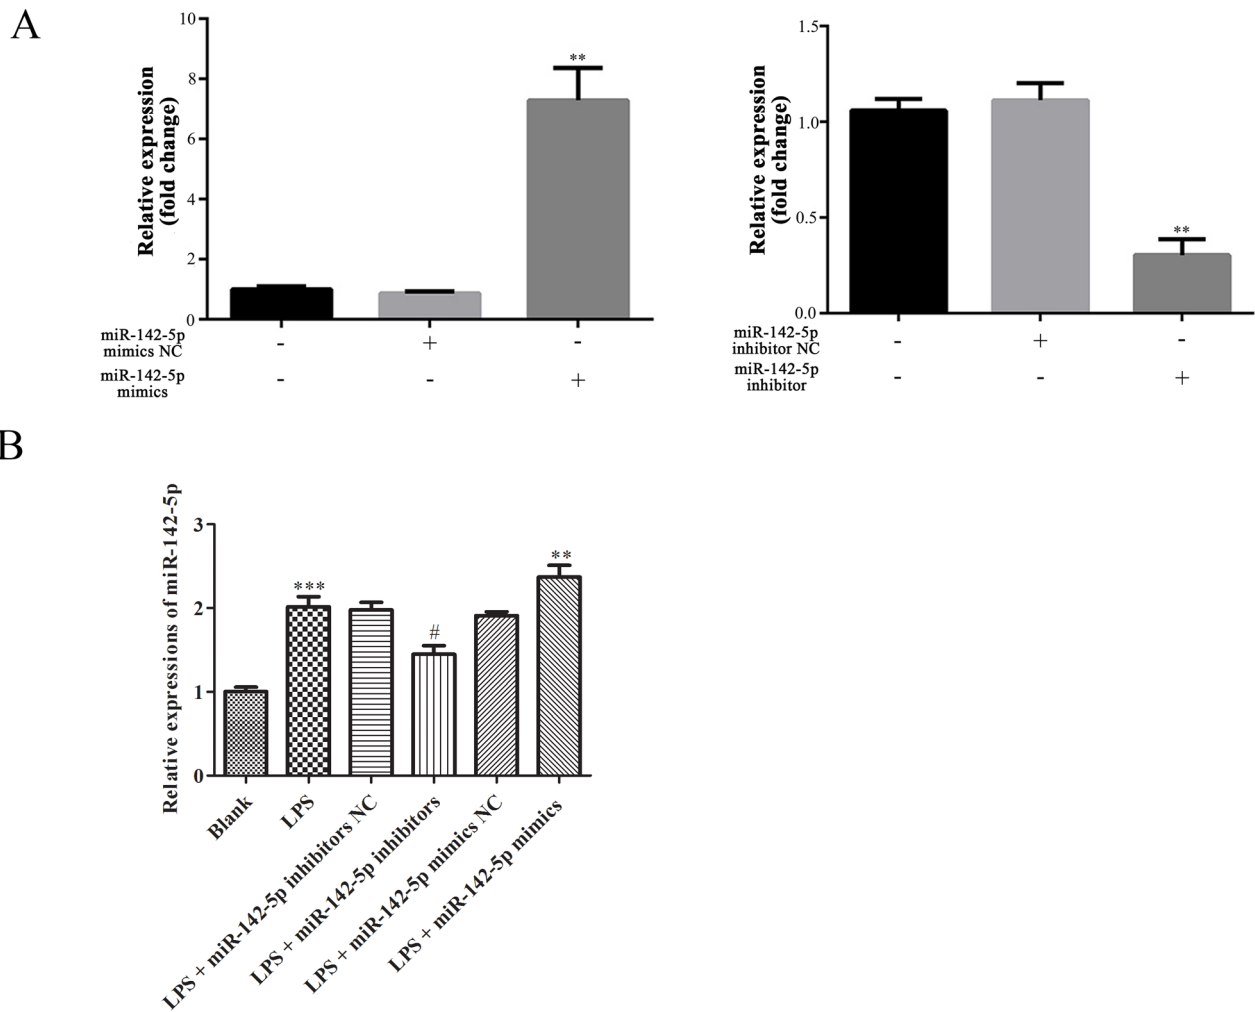 A
Relative expression
(fold change)
10
8
6
4
2
0
**
miR-142-5p
mimics NC
- + -
miR-142-5p
mimics
- - +
Relative expression
(fold change)
1.5
1.0
0.5
0.0
**
miR-142-5p
inhibitor NC
- + -
miR-142-5p
inhibitor
- - +
B
Relative expressions of miR-142-5p
3
2
1
0
***
#
**
Blank
LPS
LPS + miR-142-5p inhibitors NC
LPS + miR-142-5p inhibitors
LPS + miR-142-5p mimics NC
LPS + miR-142-5p mimics